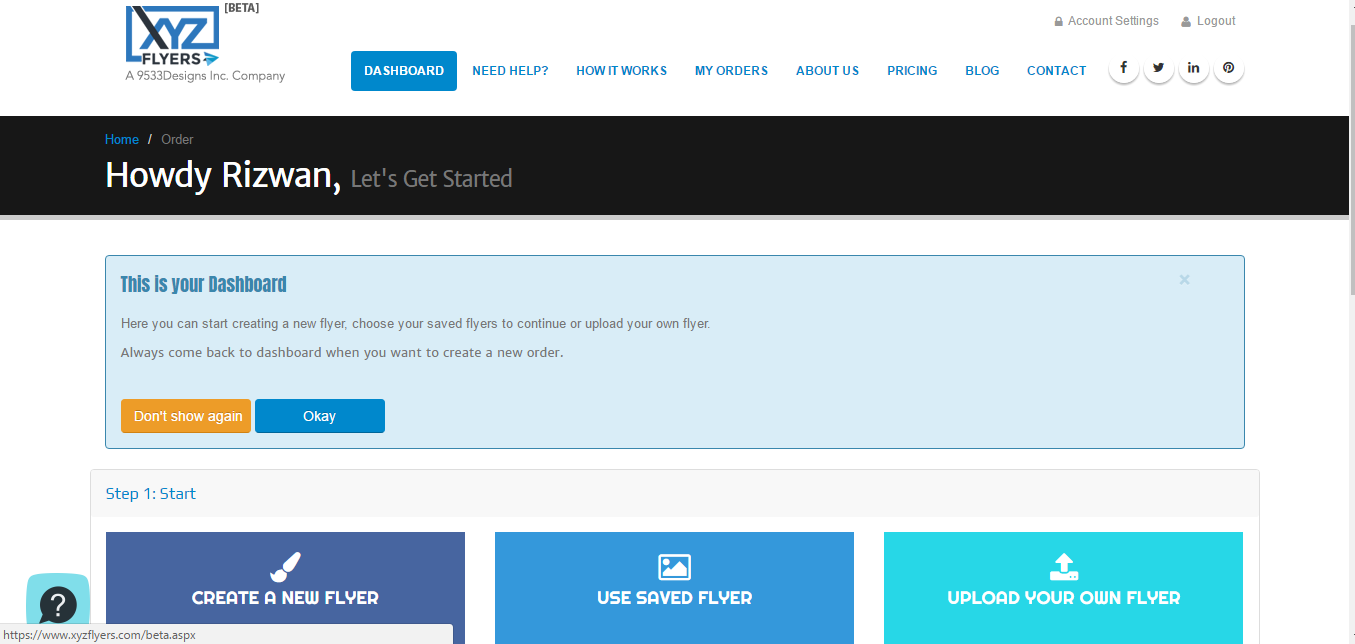 [BETA]
XYZ
FLYERS
A 9533Designs Inc. Company
Account Settings
Logout
DASHBOARD
NEED HELP?
HOW IT WORKS
MY ORDERS
ABOUT US
PRICING
BLOG
CONTACT
Home / Order
Howdy Rizwan, Let's Get Started
This is your Dashboard
×
Here you can start creating a new flyer, choose your saved flyers to continue or upload your own flyer.
Always come back to dashboard when you want to create a new order.
Don't show again
Okay
Step 1: Start
CREATE A NEW FLYER
USE SAVED FLYER
UPLOAD YOUR OWN FLYER
?
https://www.xyzflyers.com/beta.aspx